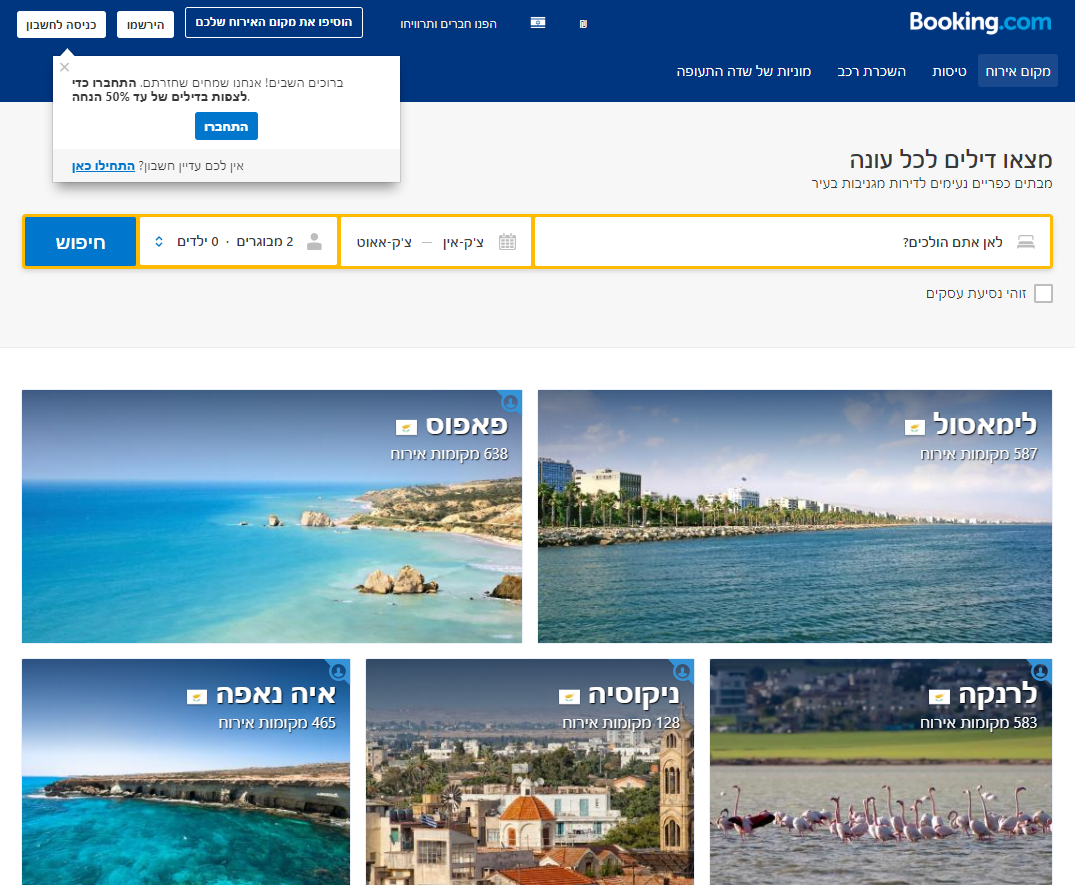 Booking.com
הפנו חברים ותרוויחו
הוסיפו את מקום האירוח שלכם
הירשמו
כניסה לחשבון
מקום אירוח
טיסות
השכרת רכב
מוניות של שדה התעופה
ברוכים השבים! אנחנו שמחים שחזרתם. התחברו כדי
לצפות בדילים של עד 50% הנחה.
התחברו
אין לכם עדיין חשבון? התחילו כאן
מצאו דילים לכל עונה
מבתים כפריים נעימים לדירות מגניבות בעיר
לאן אתם הולכים?
צ'ק-אין — צ'ק-אאוט
2 מבוגרים · 0 ילדים
חיפוש
זוהי נסיעת עסקים
לימאסול
587 מקומות אירוח
פאפוס
638 מקומות אירוח
לרנקה
583 מקומות אירוח
ניקוסיה
128 מקומות אירוח
איה נאפה
465 מקומות אירוח